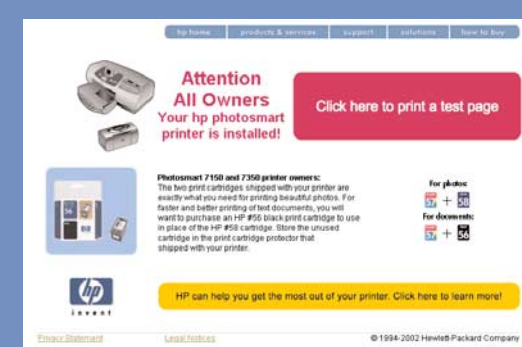 hp home products & services support solutions how to buy
Attention
All Owners
Your hp photosmart
printer is installed!
Click here to print a test page
Photosmart 7150 and 7350 printer owners:
The two print cartridges shipped with your printer are
exactly what you need for printing beautiful photos. For
faster and better printing of text documents, you will
want to purchase an HP #56 black print cartridge to use
in place of the HP #58 cartridge. Store the unused
cartridge in the print cartridge protector that
shipped with your printer.
For photos:
57 + 58
For documents:
57 + 56
56
hp
invent
HP can help you get the most out of your printer. Click here to learn more!
Privacy Statement Legal Notices © 1994-2002 Hewlett-Packard Company